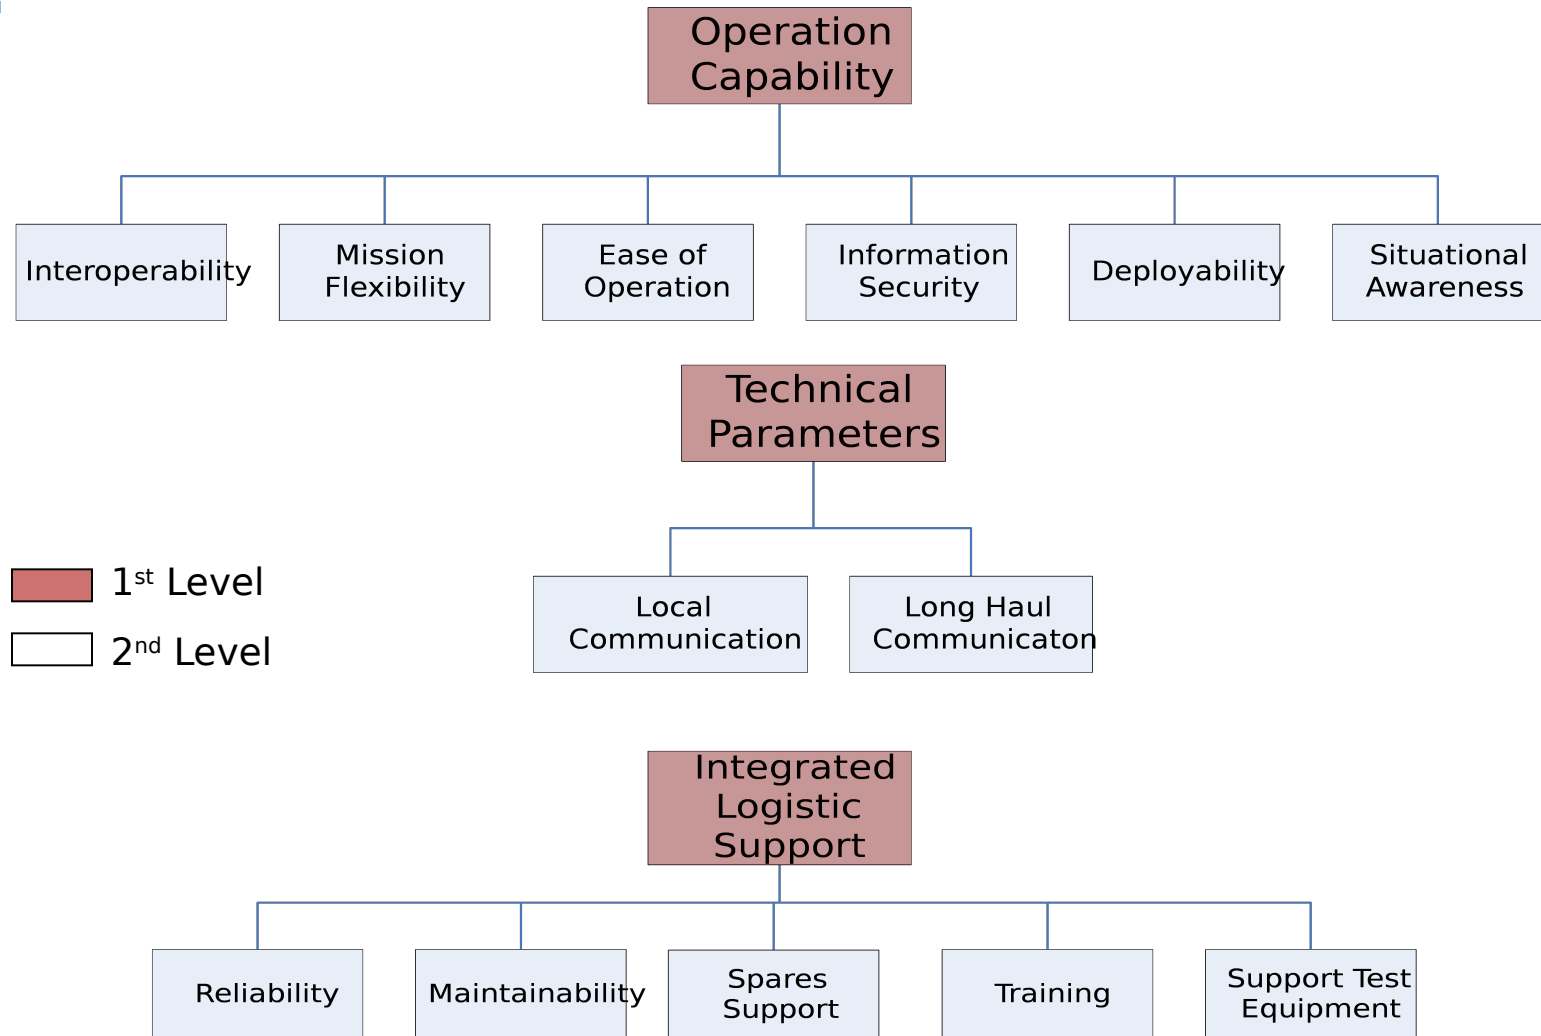 Operation
Capability
Interoperability
Mission
Flexibility
Ease of
Operation
Information
Security
Deployability
Situational
Awareness
Technical
Parameters
1st Level
2nd Level
Local
Communication
Long Haul
Communicaton
Integrated
Logistic
Support
Reliability
Maintainability
Spares
Support
Training
Support Test
Equipment